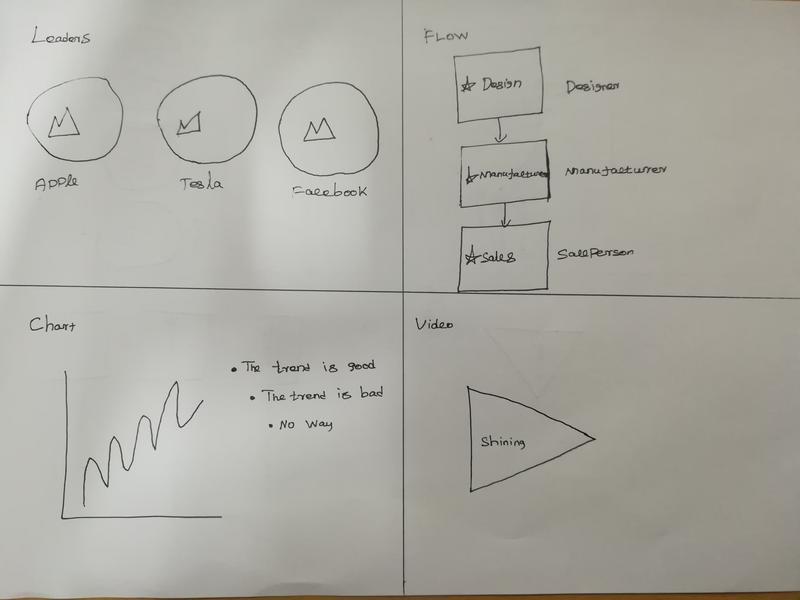 Leaders
Apple
Tesla
Facebook
FLOW
Design
Designer
Manufacturer
Manufacturer
Sales
SalePerson
Chart
• The trend is good
• The trend is bad
• No way
Video
Shining